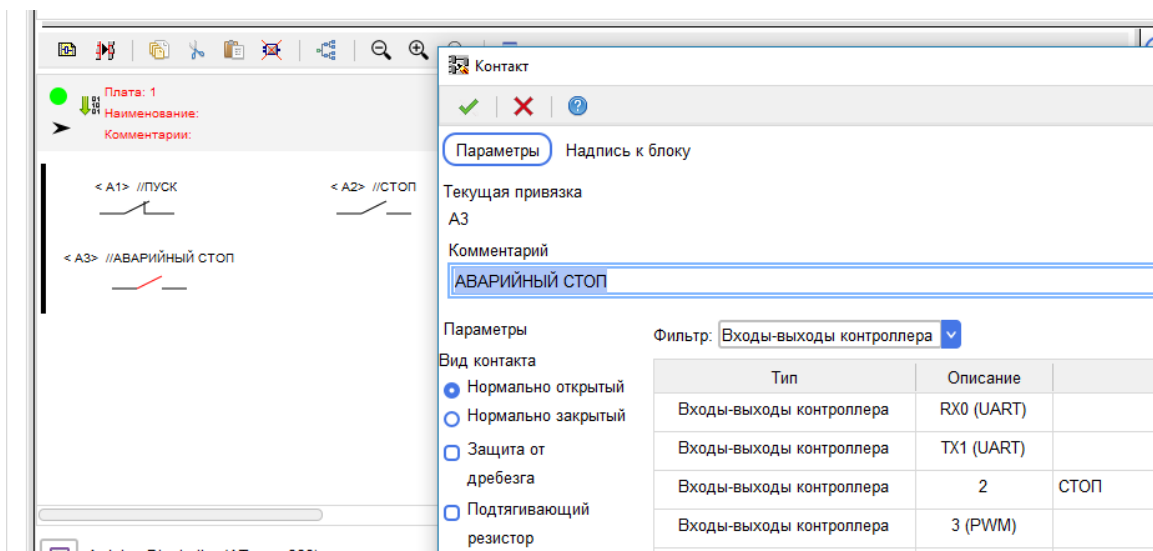 Контакт
Плата: 1
Наименование:
Комментарии:
Параметры Надпись к блоку
< A1> //ПУСК < A2> //СТОП
Текущая привязка
A3
Комментарий
< A3> //АВАРИЙНЫЙ СТОП
АВАРИЙНЫЙ СТОП
Параметры
Фильтр: Входы-выходы контроллера
Вид контакта
Нормально открытый
Нормально закрытый
Защита от
дребезга
Подтягивающий
резистор
Тип Описание
Входы-выходы контроллера RX0 (UART)
Входы-выходы контроллера TX1 (UART)
Входы-выходы контроллера 2 СТОП
Входы-выходы контроллера 3 (PWM)